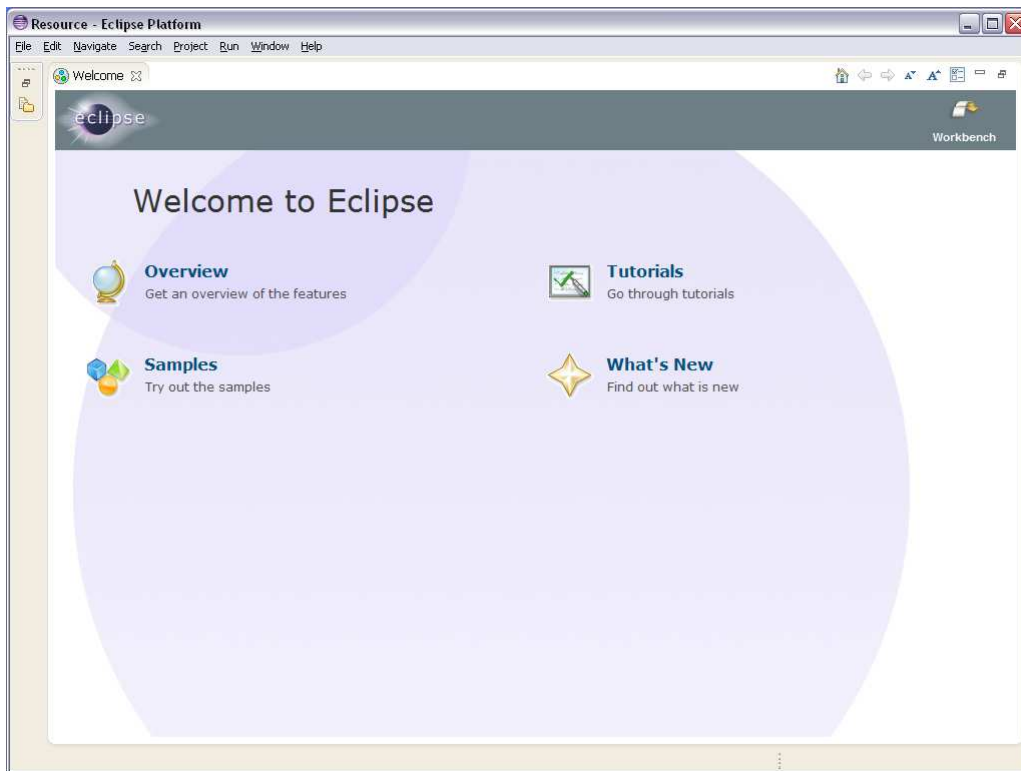 Resource - Eclipse Platform
File Edit Navigate Search Project Run Window Help
Welcome
eclipse
Workbench
Welcome to Eclipse
Overview
Get an overview of the features
Tutorials
Go through tutorials
Samples
Try out the samples
What's New
Find out what is new